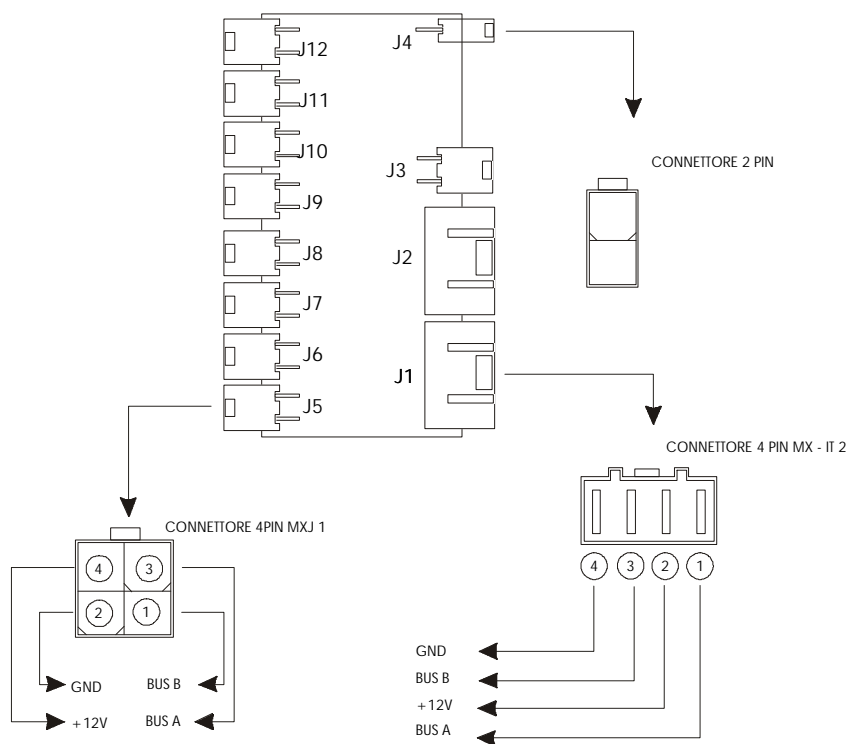 J12
J4
J11
J10
J3
CONNETTORE 2 PIN
J9
J8
J2
J7
J6
J1
J5
CONNETTORE 4 PIN MX - IT 2
CONNETTORE 4PIN MXJ 1
4 3
4 3 2 1
2 1
GND
BUS B
GND BUS B
+12V
+12V BUS A
BUS A